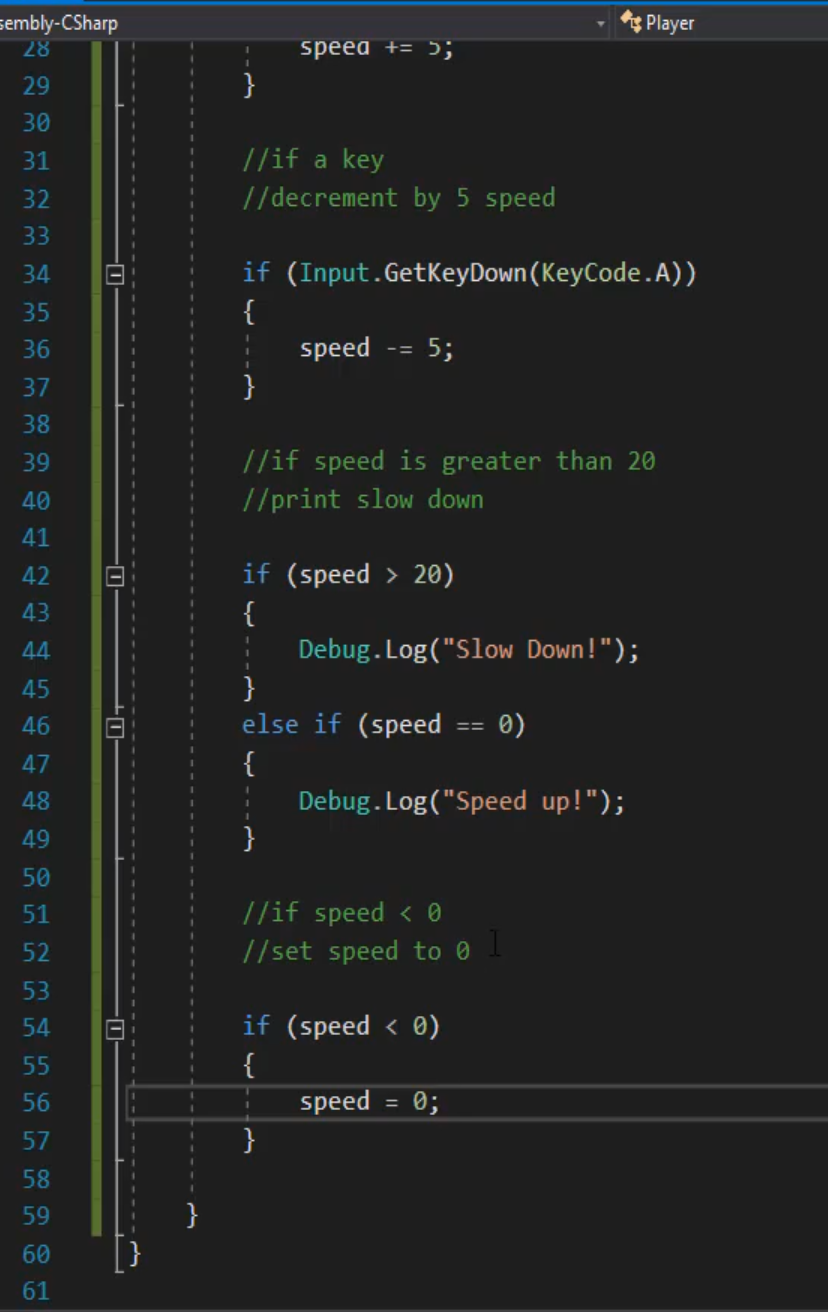 sembly-CSharp Player
28 speed += 5;
29 }
30
31 //if a key
32 //decrement by 5 speed
33
34 if (Input.GetKeyDown(KeyCode.A))
35 {
36 speed -= 5;
37 }
38
39 //if speed is greater than 20
40 //print slow down
41
42 if (speed > 20)
43 {
44 Debug.Log("Slow Down!");
45 }
46 else if (speed == 0)
47 {
48 Debug.Log("Speed up!");
49 }
50
51 //if speed < 0
52 //set speed to 0
53
54 if (speed < 0)
55 {
56 speed = 0;
57 }
58
59 }
60 }
61